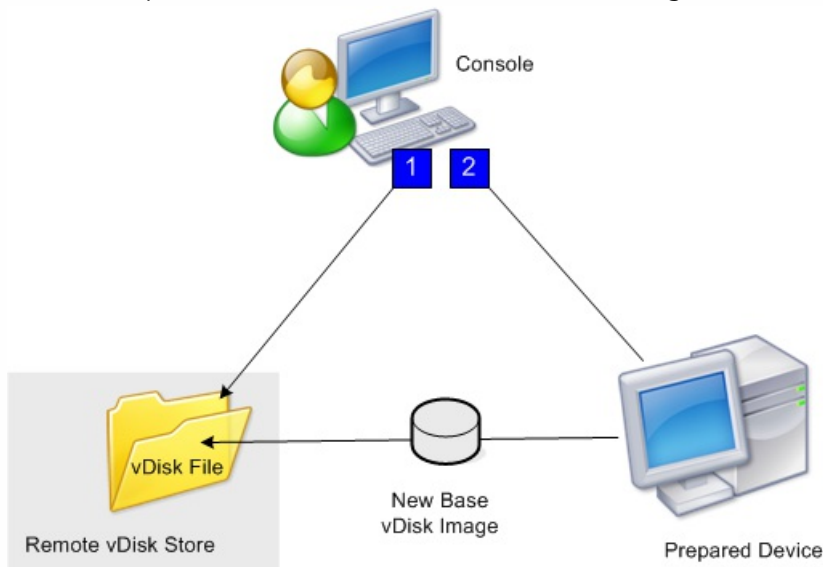 Console
1 2
vDisk File
New Base
vDisk Image
Remote vDisk Store
Prepared Device